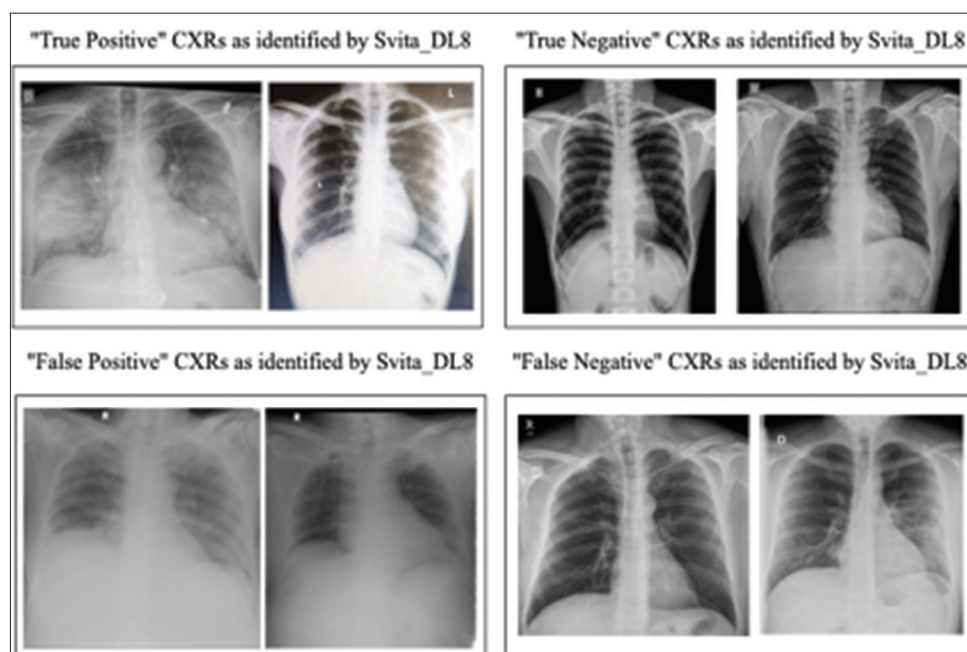 "True Positive" CXRs as identified by Svita_DL8
"True Negative" CXRs as identified by Svita_DL8
L
R
"False Positive" CXRs as identified by Svita_DL8
"False Negative" CXRs as identified by Svita_DL8
R
D